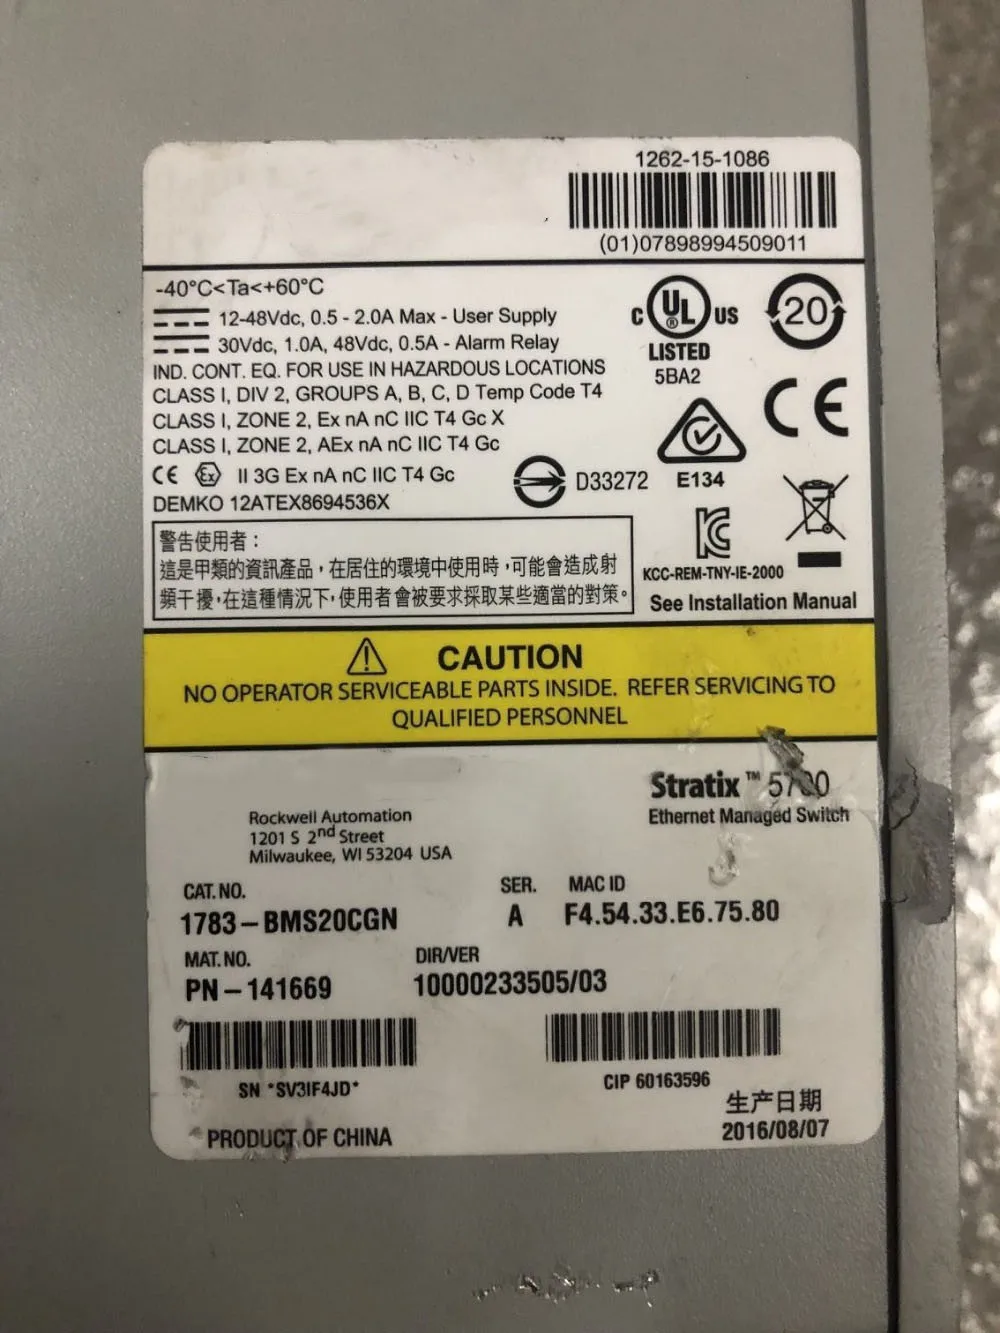 1262-15-1086
(01)07898994509011
-40°C<Ta<+60°C
12-48Vdc, 0.5 - 2.0A Max - User Supply
30Vdc, 1.0A, 48Vdc, 0.5A - Alarm Relay
IND. CONT. EQ. FOR USE IN HAZARDOUS LOCATIONS
CLASS I, DIV 2, GROUPS A, B, C, D Temp Code T4
CLASS I, ZONE 2, Ex nA nC IIC T4 Gc X
CLASS I, ZONE 2, AEx nA nC IIC T4 Gc
CE Ex II 3G Ex nA nC IIC T4 Gc
DEMKO 12ATEX8694536X
C UL ® US
LISTED
5BA2
20
E134
CE
D33272
KC
KCC-REM-TNY-IE-2000
See Installation Manual
警告使用者：
這是甲類的資訊產品，在居住的環境中使用時，可能會造成射
頻干擾，在這種情況下，使用者會被要求採取某些適當的對策。
CAUTION
NO OPERATOR SERVICEABLE PARTS INSIDE. REFER SERVICING TO
QUALIFIED PERSONNEL
Stratix™ 5700
Ethernet Managed Switch
Rockwell Automation
1201 S 2nd Street
Milwaukee, WI 53204 USA
CAT. NO.
1783-BMS20CGN
SER.
A
MAC ID
F4.54.33.E6.75.80
MAT. NO.
PN-141669
DIR/VER
10000233505/03
SN *SV3IF4JD*
CIP 60163596
PRODUCT OF CHINA
生产日期
2016/08/07